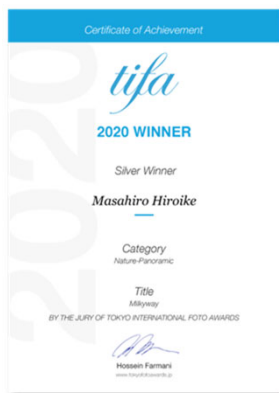 Certificate of Achievement
tifa
2020 WINNER
Silver Winner
Masahiro Hiroike
Category
Nature-Panoramic
Title
Milkyway
BY THE JURY OF TOKYO INTERNATIONAL FOTO AWARDS
Hossein Farmani
www.tokyofotoawards.jp
2020